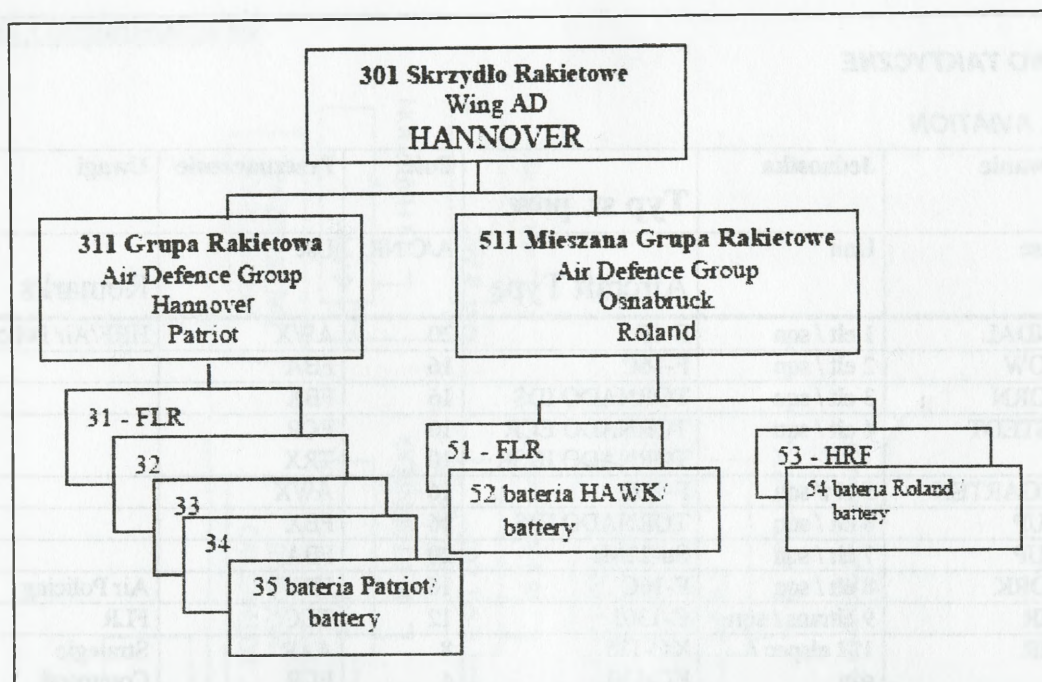 301 Skrzydło Rakietowe
Wing AD
HANNOVER
311 Grupa Rakietowa
Air Defence Group
Hannover
Patriot
511 Mieszana Grupa Rakietowe
Air Defence Group
Osnabruck
Roland
31 - FLR
32
33
34
35 bateria Patriot/
battery
51 - FLR
52 bateria HAWK/
battery
53 - HRF
54 bateria Roland/
battery